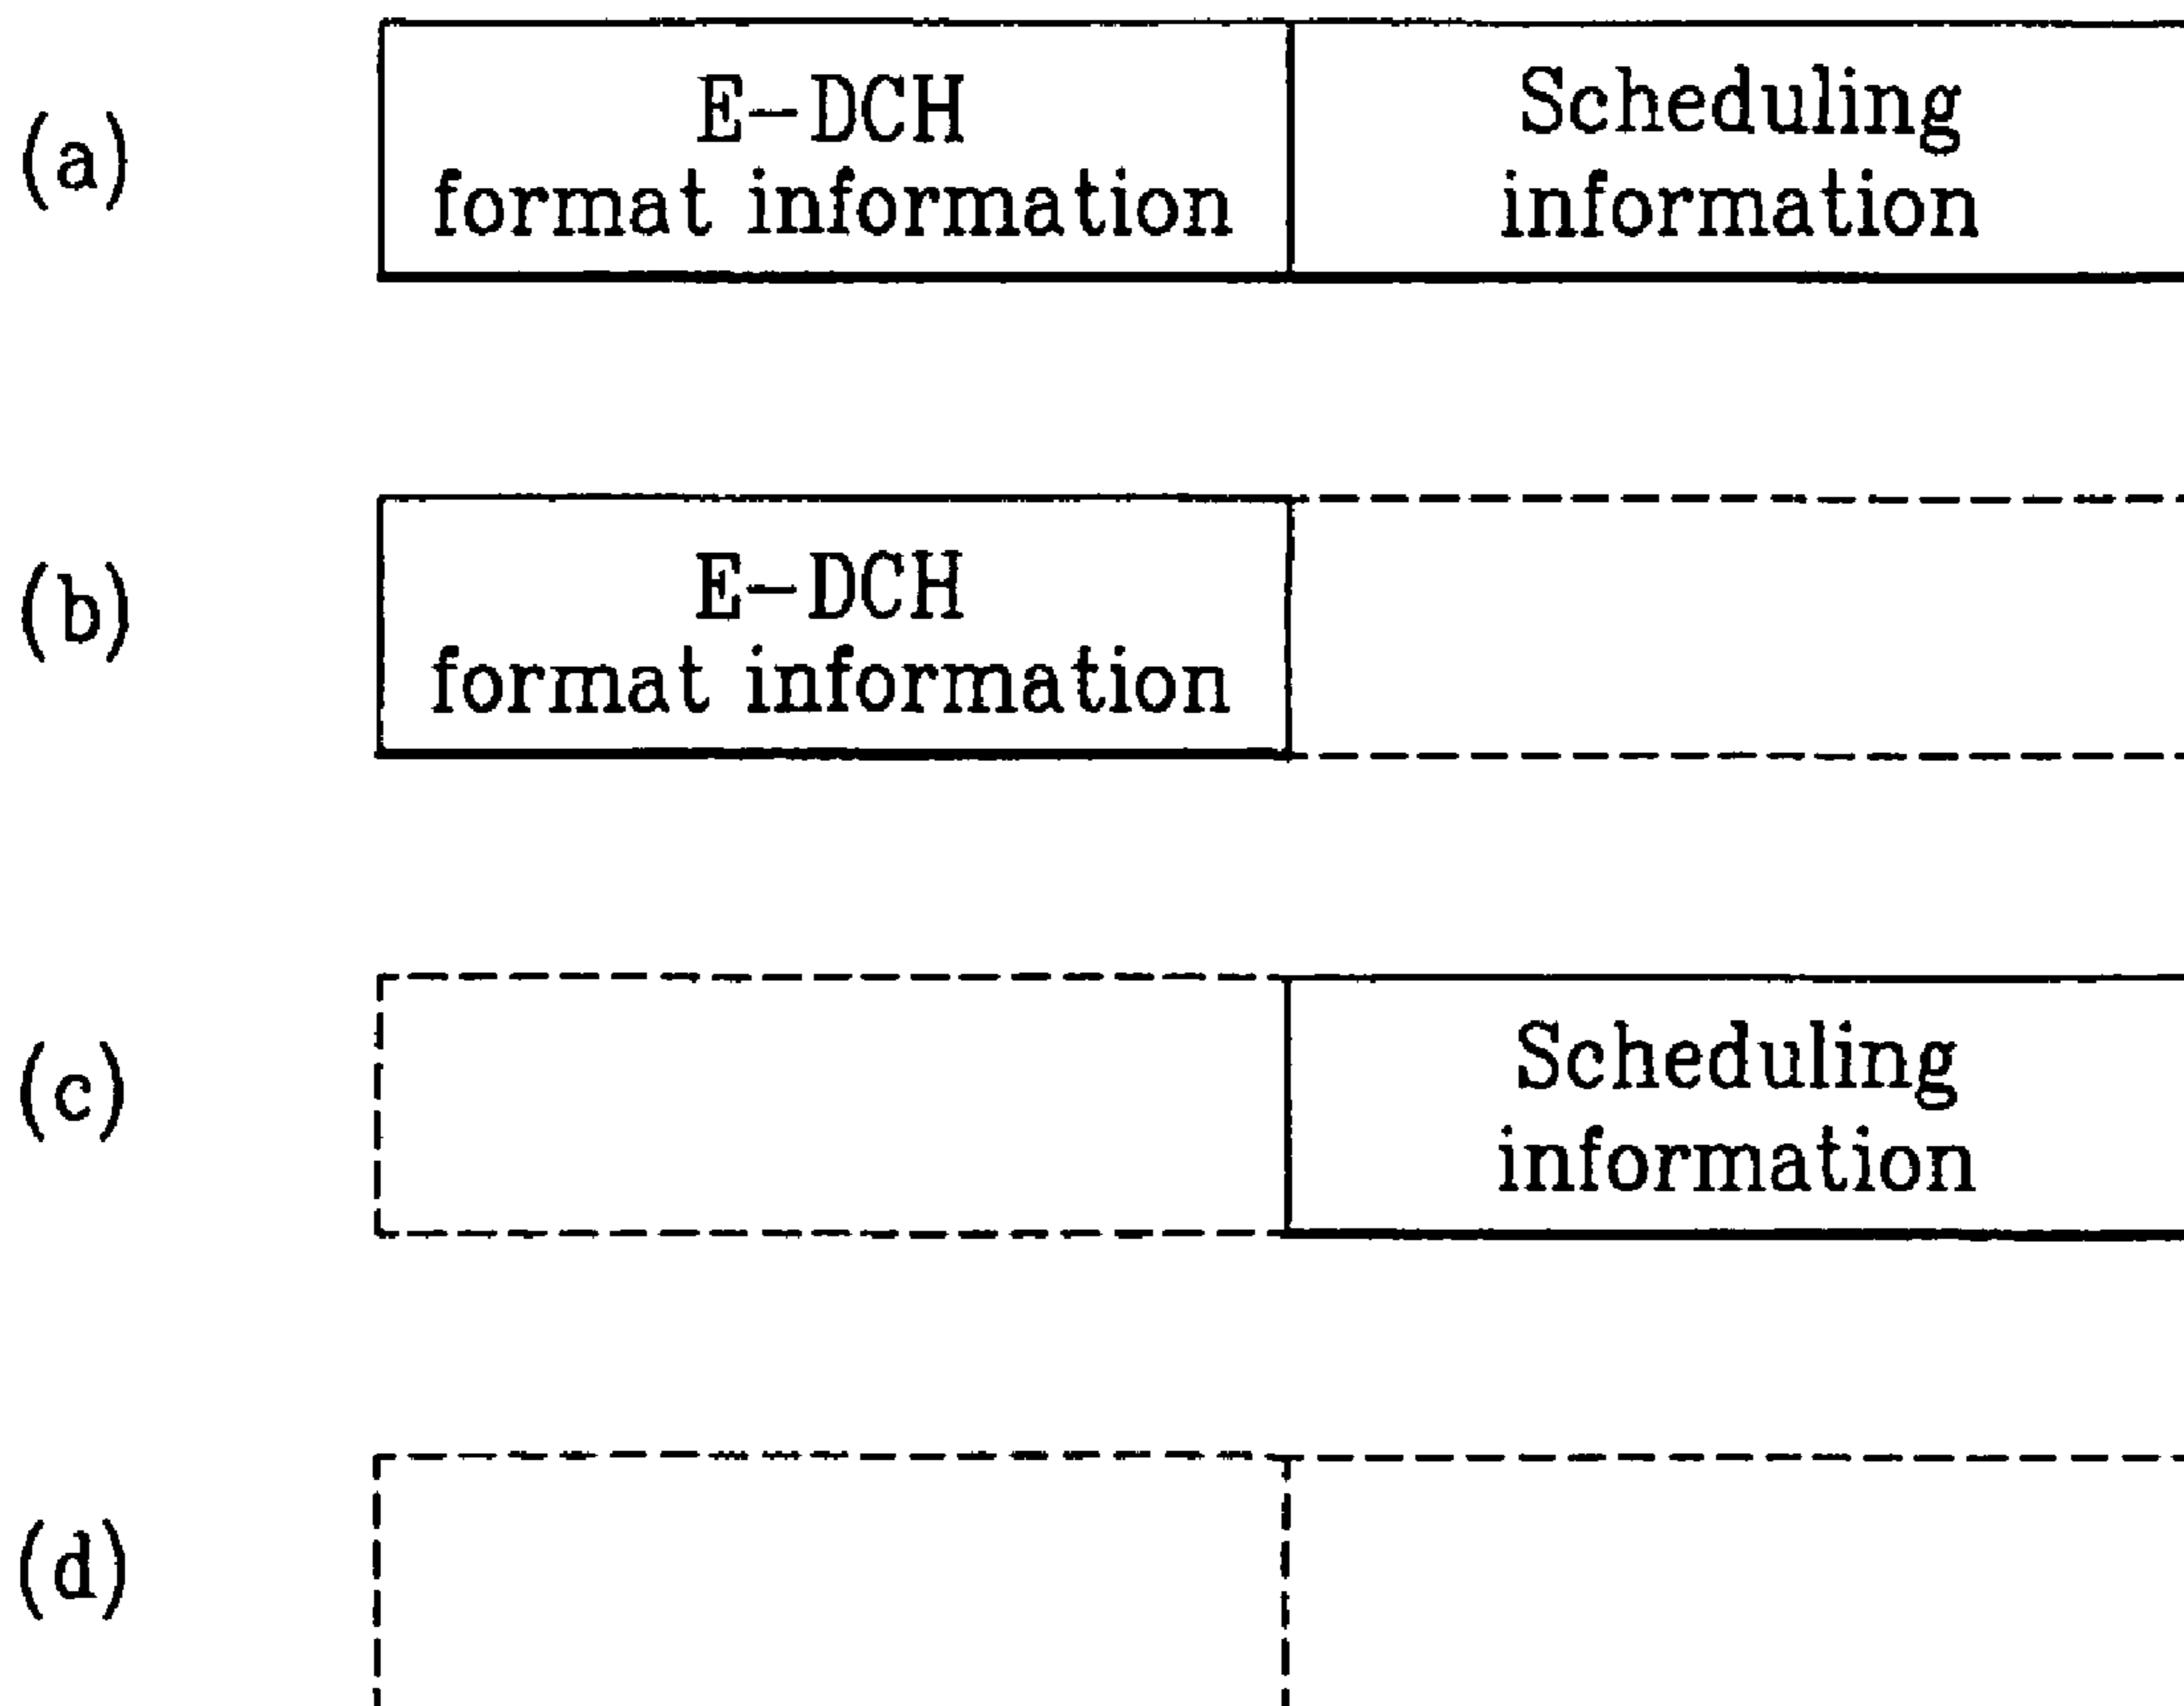 (a)
E-DCH
format information
Scheduling
information
(b)
E-DCH
format information
(c)
Scheduling
information
(d)